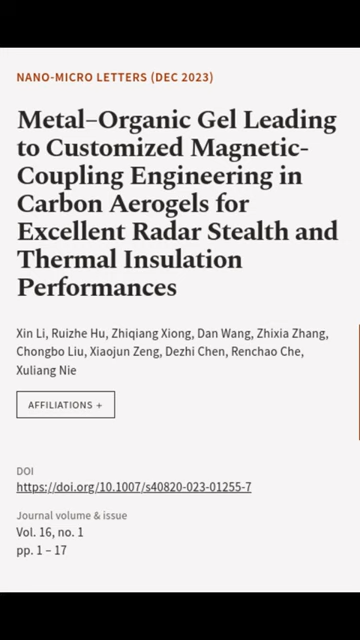 NANO-MICRO LETTERS (DEC 2023)
Metal–Organic Gel Leading
to Customized Magnetic-
Coupling Engineering in
Carbon Aerogels for
Excellent Radar Stealth and
Thermal Insulation
Performances
Xin Li, Ruizhe Hu, Zhiqiang Xiong, Dan Wang, Zhixia Zhang,
Chongbo Liu, Xiaojun Zeng, Dezhi Chen, Renchao Che,
Xuliang Nie
AFFILIATIONS +
DOI
https://doi.org/10.1007/s40820-023-01255-7
Journal volume & issue
Vol. 16, no. 1
pp. 1 – 17